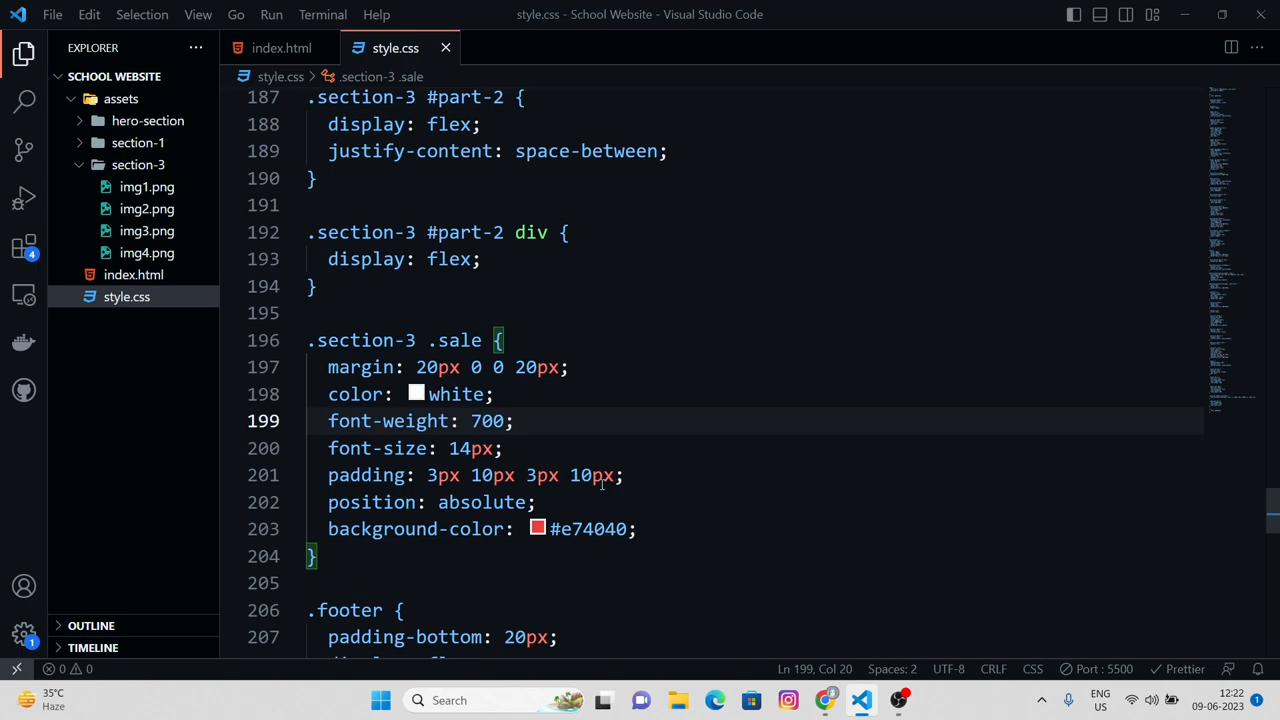 File Edit Selection View Go Run Terminal Help style.css - School Website - Visual Studio Code
EXPLORER
SCHOOL WEBSITE
assets
hero-section
section-1
section-3
img1.png
img2.png
img3.png
img4.png
index.html
style.css
OUTLINE
TIMELINE
index.html style.css
style.css > .section-3 .sale
187 .section-3 #part-2 {
188 display: flex;
189 justify-content: space-between;
190 }
191
192 .section-3 #part-2 div {
193 display: flex;
194 }
195
196 .section-3 .sale {
197 margin: 20px 0 0 20px;
198 color: white;
199 font-weight: 700;
200 font-size: 14px;
201 padding: 3px 10px 3px 10px;
202 position: absolute;
203 background-color: #e74040;
204 }
205
206 .footer {
207 padding-bottom: 20px;
4
1
0 0 Ln 199, Col 20 Spaces: 2 UTF-8 CRLF CSS Port : 5500 Prettier
35°C
Haze
Search
ENG
US
12:22
09-06-2023
1